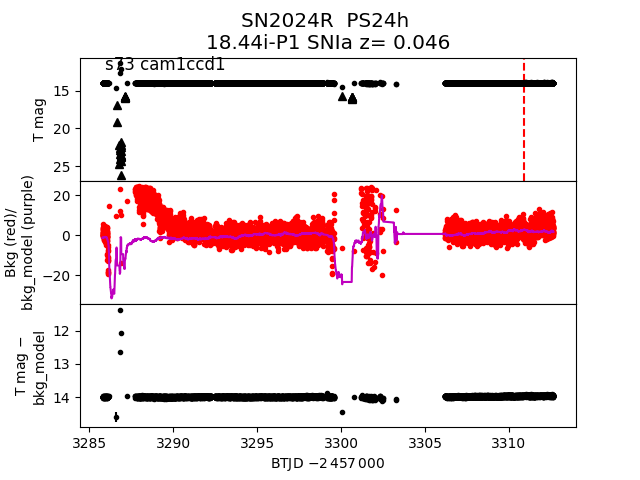 SN2024R PS24h
18.44i-P1 SNIa z= 0.046
s73 cam1ccd1
T mag
15
20
25
Bkg (red)/
bkg_model (purple)
20
0
−20
T mag −
bkg_model
12
13
14
3285
3290
3295
3300
3305
3310
BTJD −2 457 000